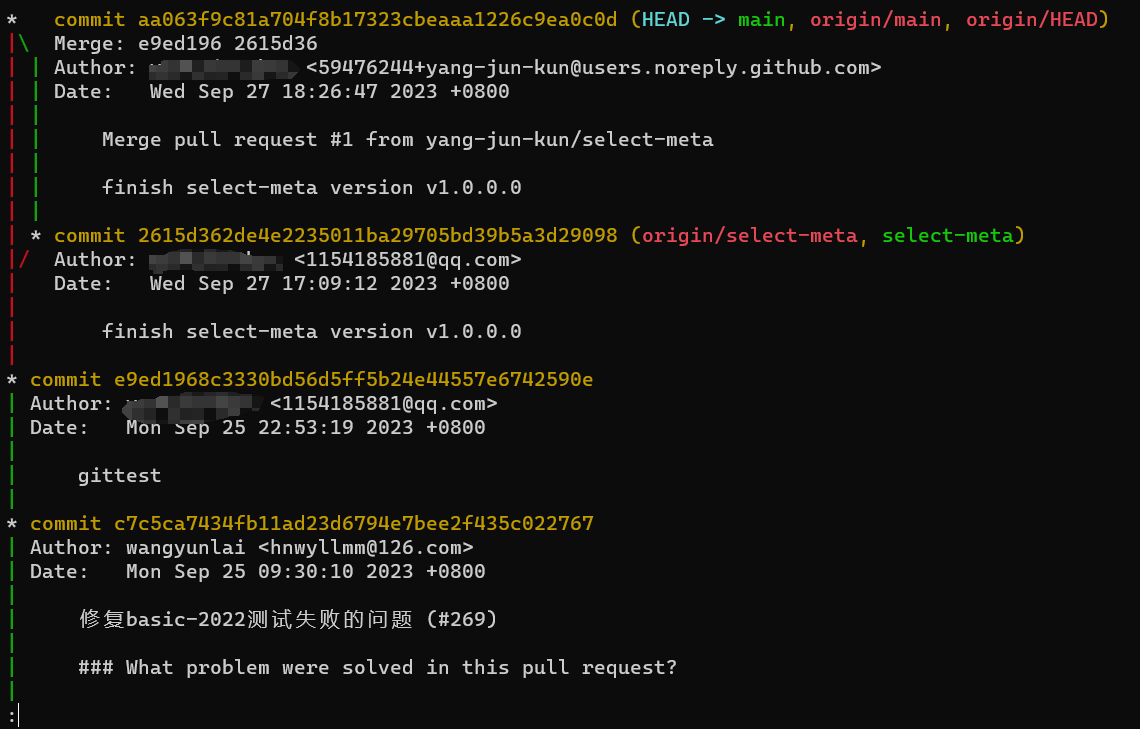 * commit aa063f9c81a704f8b17323cbeaaa1226c9ea0c0d (HEAD -> main, origin/main, origin/HEAD)
|\ Merge: e9ed196 2615d36
| | Author: <59476244+yang-jun-kun@users.noreply.github.com>
| | Date: Wed Sep 27 18:26:47 2023 +0800
| |
| | Merge pull request #1 from yang-jun-kun/select-meta
| |
| | finish select-meta version v1.0.0.0
| |
| * commit 2615d362de4e2235011ba29705bd39b5a3d29098 (origin/select-meta, select-meta)
|/ Author: <1154185881@qq.com>
| Date: Wed Sep 27 17:09:12 2023 +0800
|
| finish select-meta version v1.0.0.0
|
* commit e9ed1968c3330bd56d5ff5b24e44557e6742590e
| Author: <1154185881@qq.com>
| Date: Mon Sep 25 22:53:19 2023 +0800
|
| gittest
|
* commit c7c5ca7434fb11ad23d6794e7bee2f435c022767
| Author: wangyunlai <hnwyllmm@126.com>
| Date: Mon Sep 25 09:30:10 2023 +0800
|
| 修复basic-2022测试失败的问题 (#269)
|
| ### What problem were solved in this pull request?
|
: